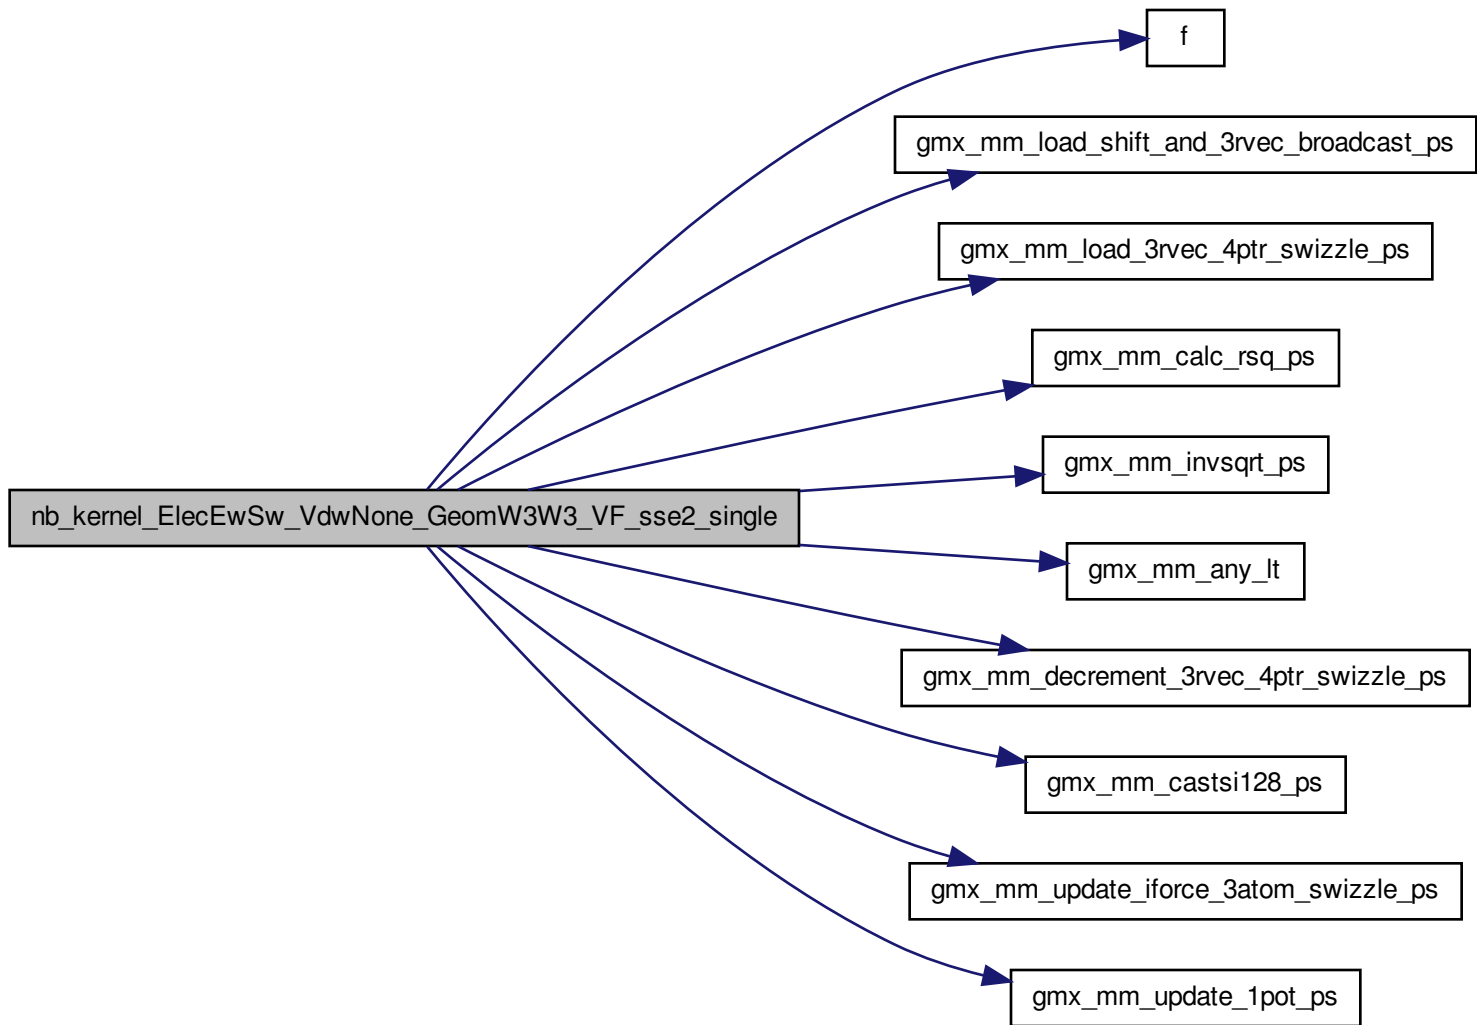 f
gmx_mm_load_shift_and_3rvec_broadcast_ps
gmx_mm_load_3rvec_4ptr_swizzle_ps
gmx_mm_calc_rsq_ps
gmx_mm_invsqrt_ps
nb_kernel_ElecEwSw_VdwNone_GeomW3W3_VF_sse2_single
gmx_mm_any_lt
gmx_mm_decrement_3rvec_4ptr_swizzle_ps
gmx_mm_castsi128_ps
gmx_mm_update_iforce_3atom_swizzle_ps
gmx_mm_update_1pot_ps